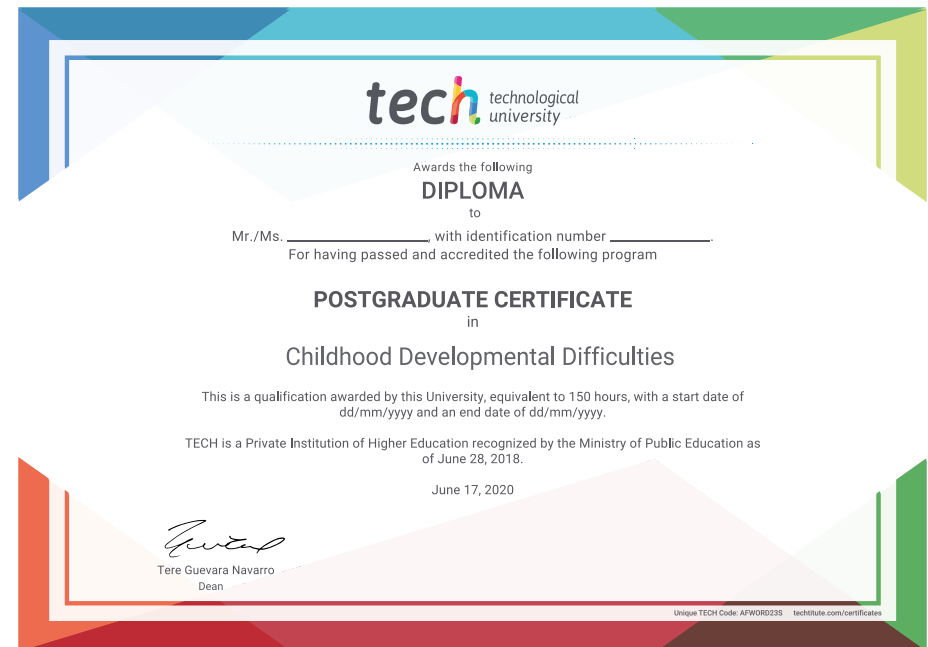 tech technological
university
Awards the following
DIPLOMA
to
Mr./Ms. ____________________, with identification number ______________.
For having passed and accredited the following program
POSTGRADUATE CERTIFICATE
in
Childhood Developmental Difficulties
This is a qualification awarded by this University, equivalent to 150 hours, with a start date of
dd/mm/yyyy and an end date of dd/mm/yyyy.
TECH is a Private Institution of Higher Education recognized by the Ministry of Public Education as
of June 28, 2018.
June 17, 2020
Tere Guevara Navarro
Dean
Unique TECH Code: AFWORD23S techtitute.com/certificates